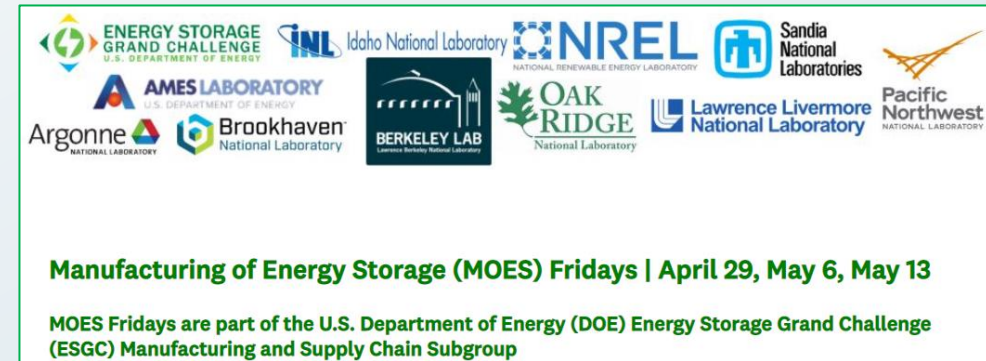 ENERGY STORAGE
GRAND CHALLENGE
U.S. DEPARTMENT OF ENERGY
INL Idaho National Laboratory
NREL
NATIONAL RENEWABLE ENERGY LABORATORY
Sandia
National
Laboratories
AMES LABORATORY
U.S. DEPARTMENT OF ENERGY
Argonne
NATIONAL LABORATORY
Brookhaven
National Laboratory
BERKELEY LAB
Lawrence Berkeley National Laboratory
OAK
RIDGE
National Laboratory
Lawrence Livermore
National Laboratory
Pacific
Northwest
NATIONAL LABORATORY
Manufacturing of Energy Storage (MOES) Fridays | April 29, May 6, May 13
MOES Fridays are part of the U.S. Department of Energy (DOE) Energy Storage Grand Challenge
(ESGC) Manufacturing and Supply Chain Subgroup